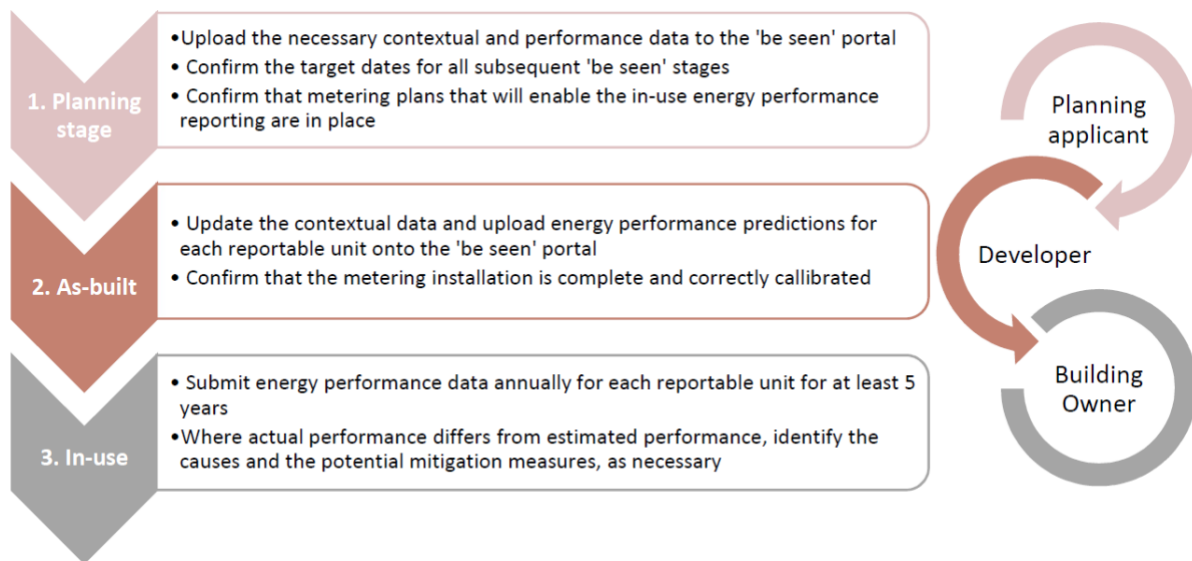 1. Planning
stage
•Upload the necessary contextual and performance data to the 'be seen' portal
• Confirm the target dates for all subsequent 'be seen' stages
• Confirm that metering plans that will enable the in-use energy performance
reporting are in place
Planning
applicant
2. As-built
• Update the contextual data and upload energy performance predictions for
each reportable unit onto the 'be seen' portal
• Confirm that the metering installation is complete and correctly callibrated
Developer
3. In-use
• Submit energy performance data annually for each reportable unit for at least 5
years
•Where actual performance differs from estimated performance, identify the
causes and the potential mitigation measures, as necessary
Building
Owner